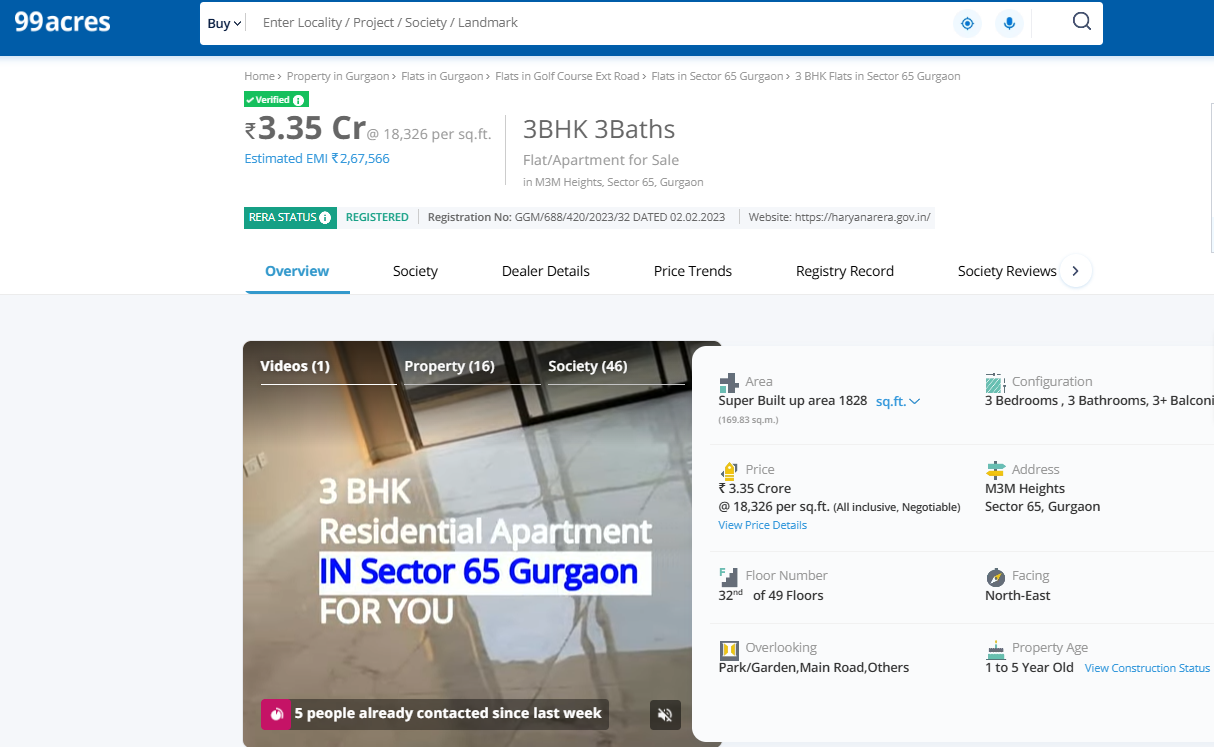 99acres
Buy
Enter Locality / Project / Society / Landmark
Home › Property in Gurgaon › Flats in Gurgaon › Flats in Golf Course Ext Road › Flats in Sector 65 Gurgaon › 3 BHK Flats in Sector 65 Gurgaon
Verified
₹3.35 Cr @ 18,326 per sq.ft.
Estimated EMI ₹2,67,566
3BHK 3Baths
Flat/Apartment for Sale
in M3M Heights, Sector 65, Gurgaon
RERA STATUS REGISTERED Registration No: GGM/688/420/2023/32 DATED 02.02.2023 Website: https://haryanarera.gov.in/
Overview Society Dealer Details Price Trends Registry Record Society Reviews
Videos (1) Property (16) Society (46)
3 BHK
Residential Apartment
IN Sector 65 Gurgaon
FOR YOU
5 people already contacted since last week
Area
Super Built up area 1828 sq.ft.
(169.83 sq.m.)
Configuration
3 Bedrooms , 3 Bathrooms, 3+ Balconi
Price
₹ 3.35 Crore
@ 18,326 per sq.ft. (All inclusive, Negotiable)
View Price Details
Address
M3M Heights
Sector 65, Gurgaon
Floor Number
32nd of 49 Floors
Facing
North-East
Overlooking
Park/Garden,Main Road,Others
Property Age
1 to 5 Year Old View Construction Status